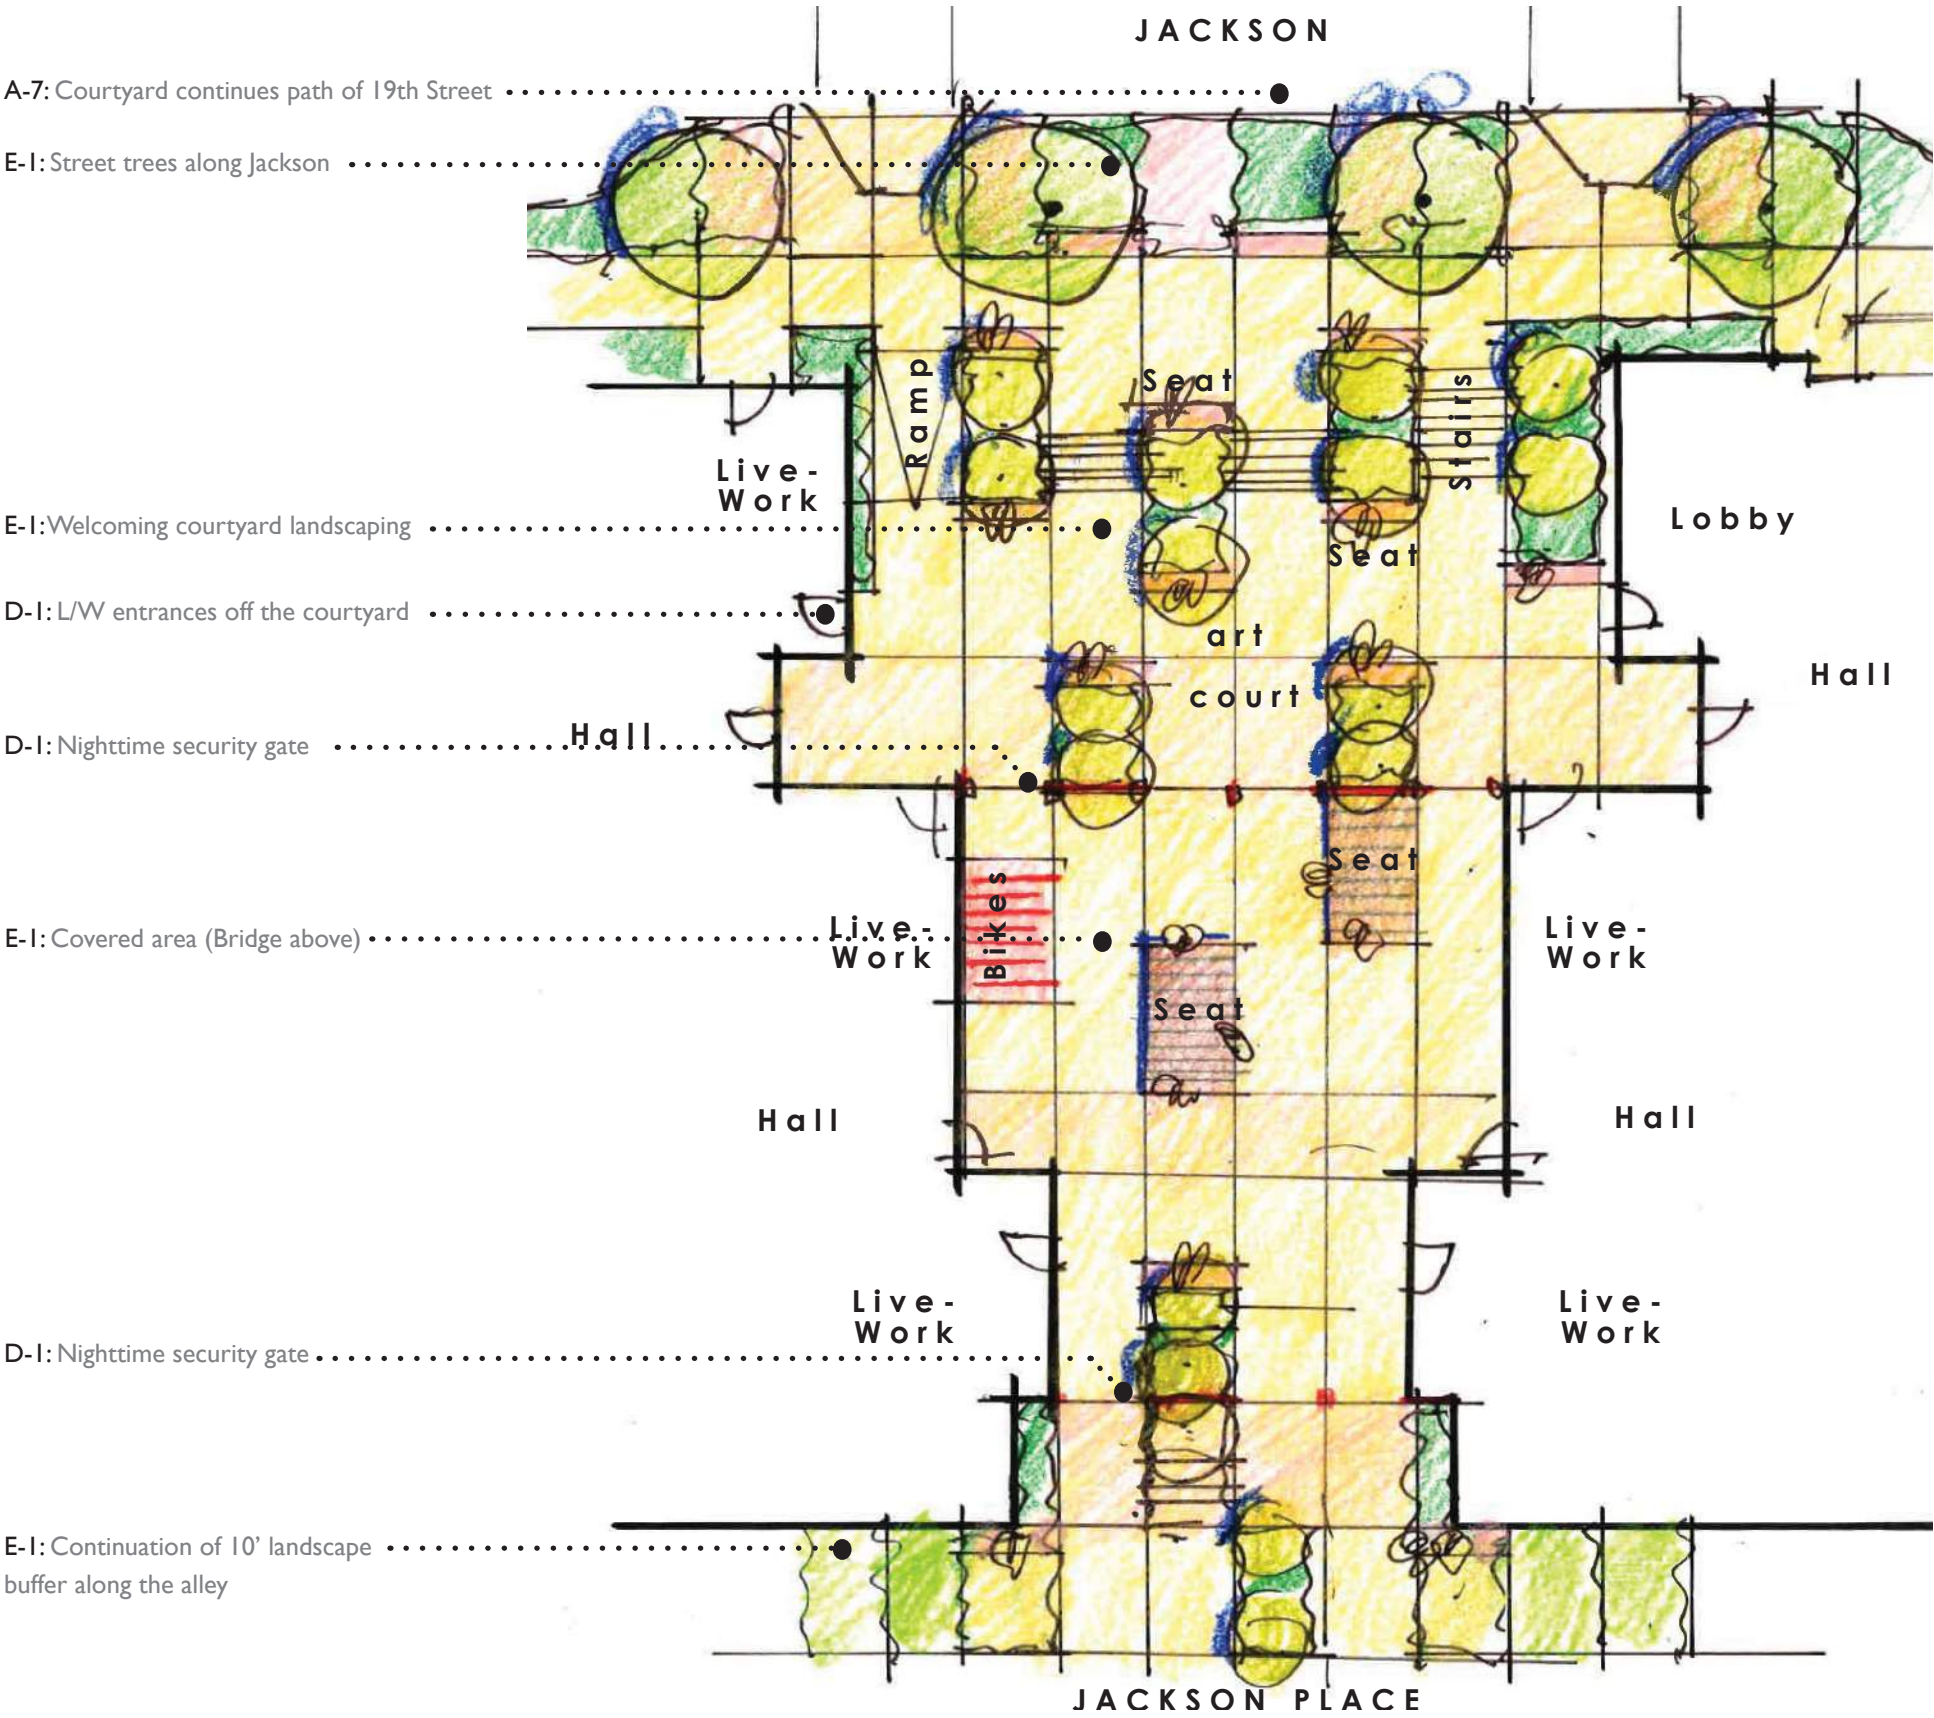 JACKSON
A-7: Courtyard continues path of 19th Street
E-1: Street trees along Jackson
Ramp
Seat
Stairs
Live-
Work
Lobby
E-1: Welcoming courtyard landscaping
Seat
D-1: L/W entrances off the courtyard
art
court
Hall
Hall
D-1: Nighttime security gate
Seat
Bikes
Live-
Work
Live-
Work
E-1: Covered area (Bridge above)
Seat
Hall
Hall
Live-
Work
Live-
Work
D-1: Nighttime security gate
E-1: Continuation of 10’ landscape
buffer along the alley
JACKSON PLACE